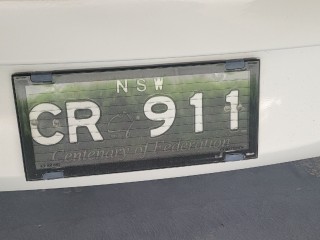 NSW
CR 911
Centenary of Federation